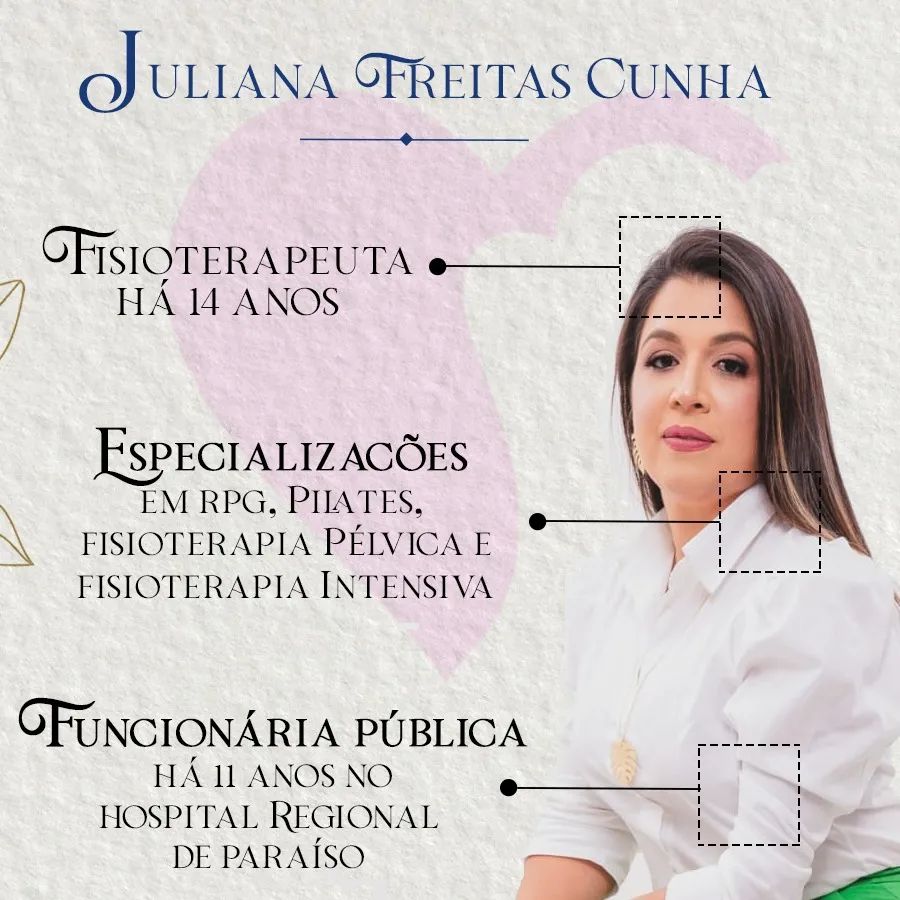 Juliana Freitas Cunha
Fisioterapeuta
há 14 anos
Especializacões
em RPG, Pilates,
fisioterapia Pélvica e
fisioterapia Intensiva
Funcionária pública
há 11 anos no
hospital Regional
de paraíso